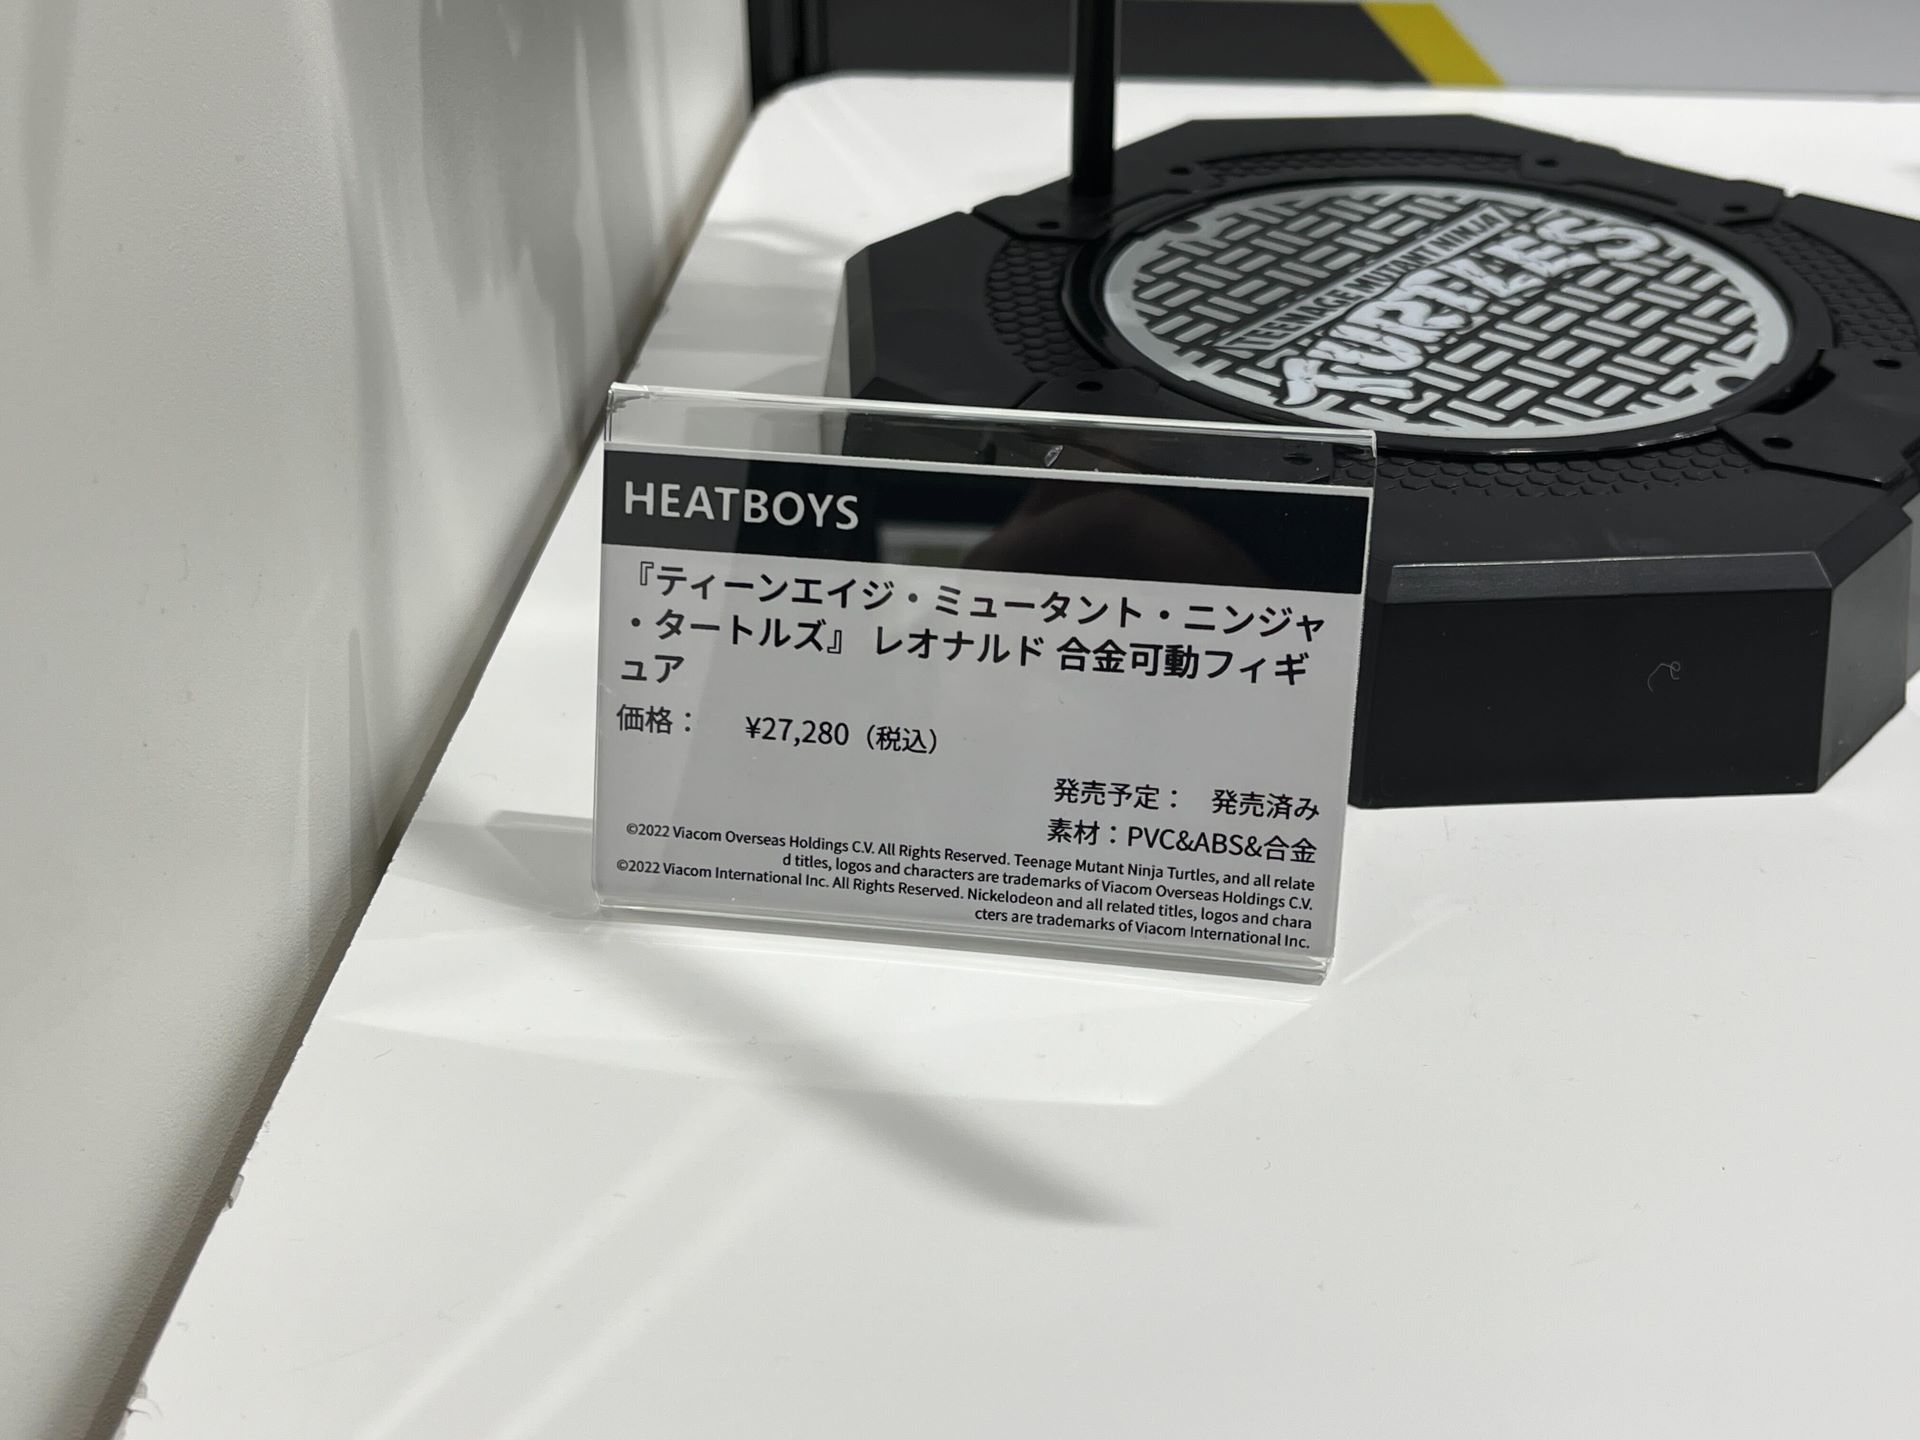 TEENAGE MUTANT NINJA
TURTLES
HEATBOYS
『ティーンエイジ・ミュータント・ニンジャ
・タートルズ』 レオナルド 合金可動フィギ
ュア
価格： ¥27,280（税込）
発売予定： 発売済み
素材：PVC&ABS&合金
©2022 Viacom Overseas Holdings C.V. All Rights Reserved. Teenage Mutant Ninja Turtles, and all relate
d titles, logos and characters are trademarks of Viacom Overseas Holdings C.V.
©2022 Viacom International Inc. All Rights Reserved. Nickelodeon and all related titles, logos and chara
cters are trademarks of Viacom International Inc.